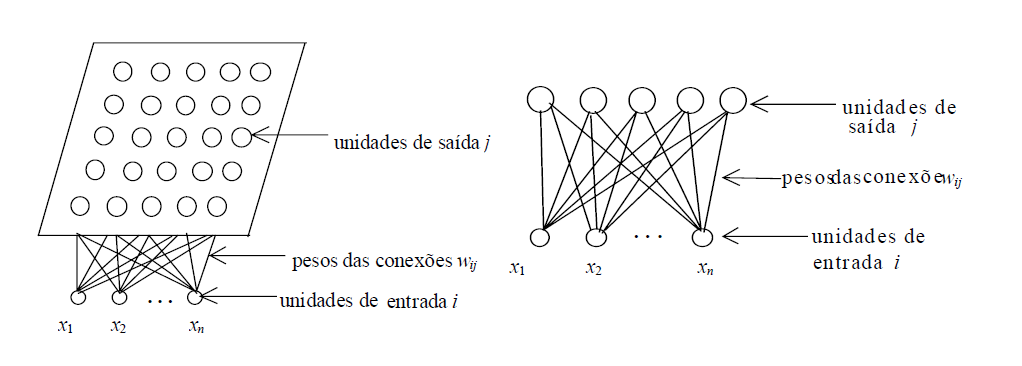 unidades de saída j
pesos das conexões wij
unidades de entrada i
x1 x2 ... xn
unidades de
saída j
pesosdasconexõewij
unidades de
entrada i
x1 x2 ... xn